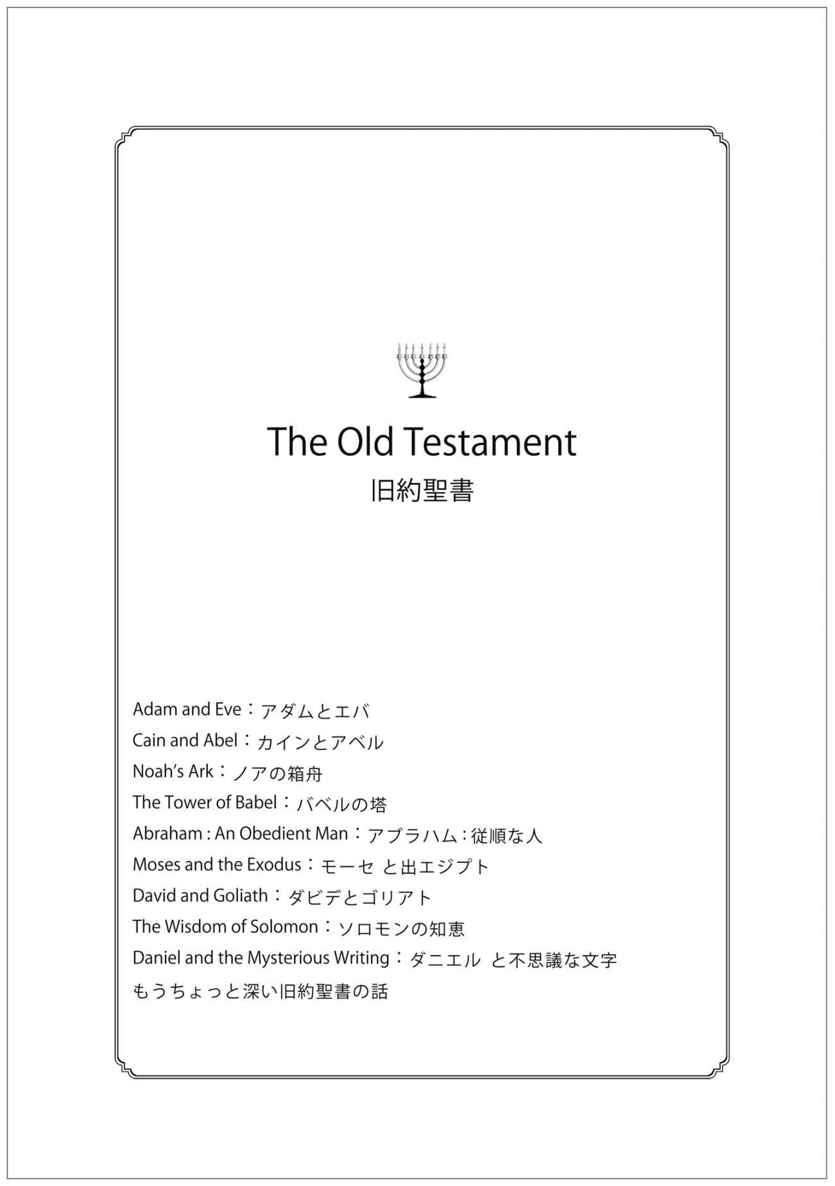 The Old Testament
旧約聖書
Adam and Eve：アダムとエバ
Cain and Abel：カインとアベル
Noah’s Ark：ノアの箱舟
The Tower of Babel：バベルの塔
Abraham : An Obedient Man：アブラハム：従順な人
Moses and the Exodus：モーセ と出エジプト
David and Goliath：ダビデとゴリアト
The Wisdom of Solomon：ソロモンの知恵
Daniel and the Mysterious Writing：ダニエル と不思議な文字
もうちょっと深い旧約聖書の話